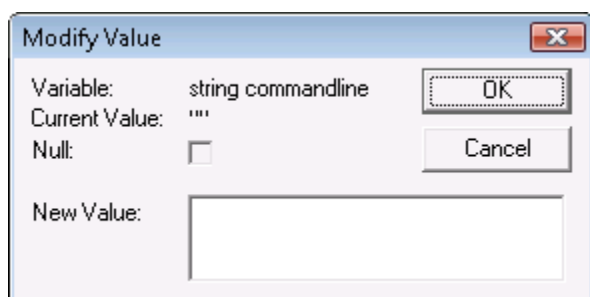 Modify Value
Variable: string commandline OK
Current Value: ""
Null: Cancel
New Value: